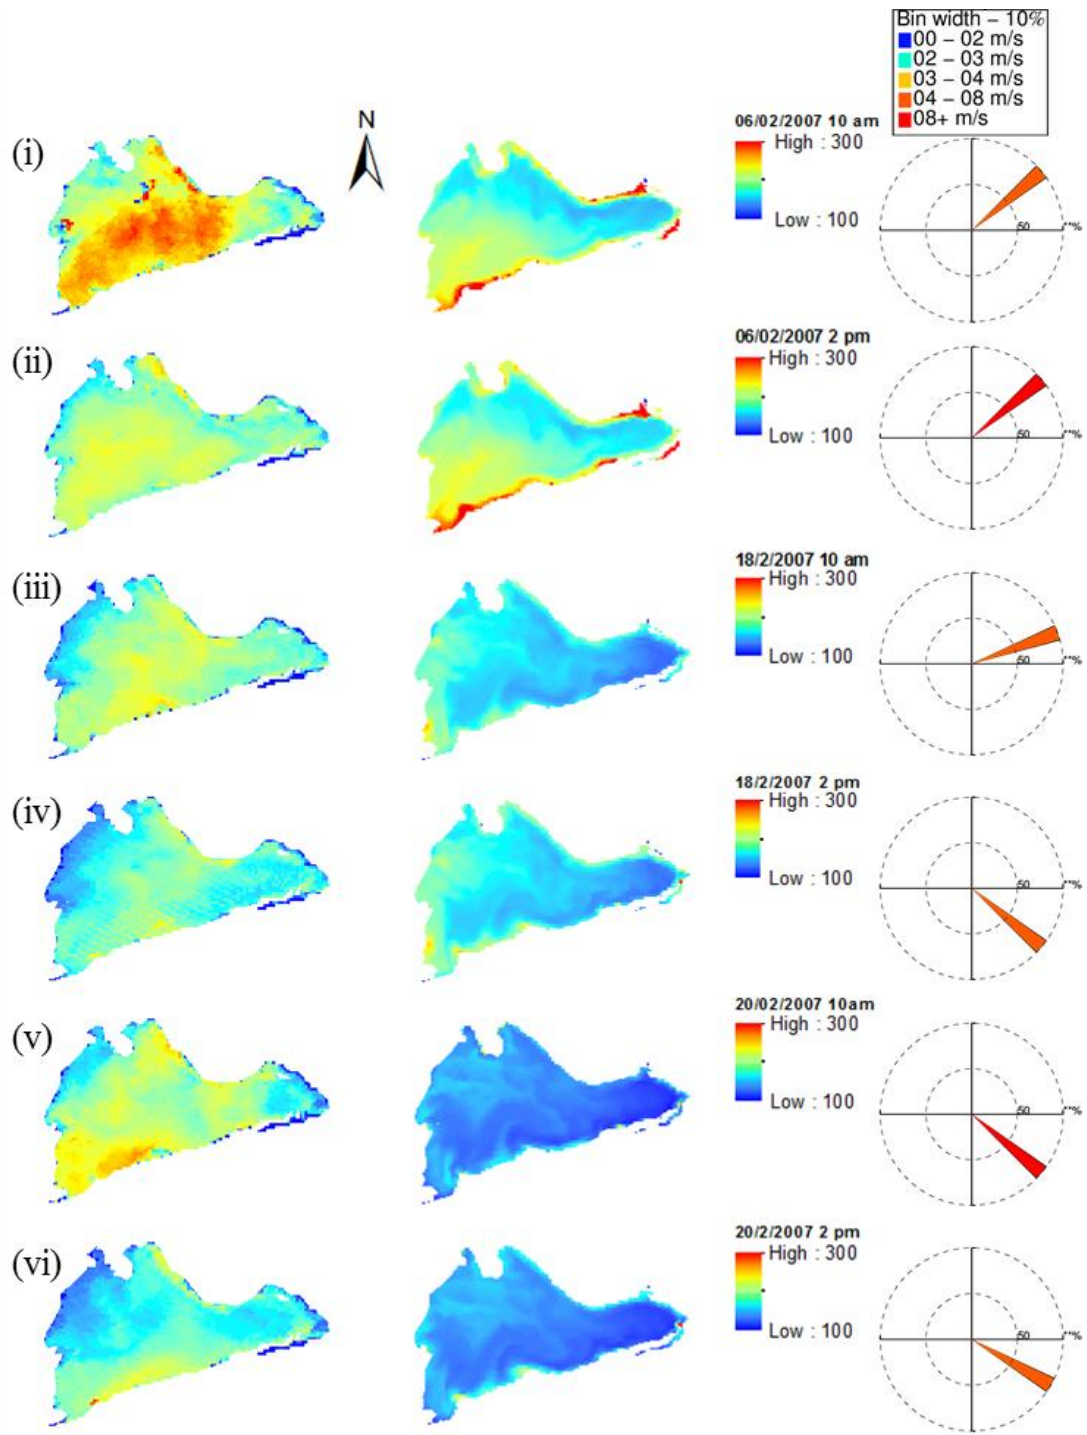 Bin width – 10%
00 – 02 m/s
02 – 03 m/s
03 – 04 m/s
04 – 08 m/s
08+ m/s
N
(i)
06/02/2007 10 am
High : 300
Low : 100
50
**%
(ii)
06/02/2007 2 pm
High : 300
Low : 100
50
**%
(iii)
18/2/2007 10 am
High : 300
Low : 100
50
**%
(iv)
18/2/2007 2 pm
High : 300
Low : 100
50
**%
(v)
20/02/2007 10am
High : 300
Low : 100
50
**%
(vi)
20/2/2007 2 pm
High : 300
Low : 100
50
**%